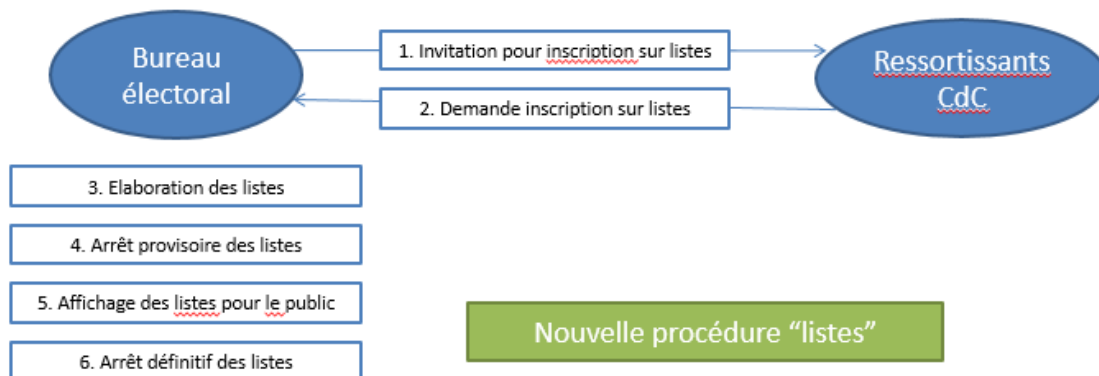 Bureau
électoral
1. Invitation pour inscription sur listes
Ressortissants
CdC
2. Demande inscription sur listes
3. Elaboration des listes
4. Arrêt provisoire des listes
5. Affichage des listes pour le public
6. Arrêt définitif des listes
Nouvelle procédure “listes”